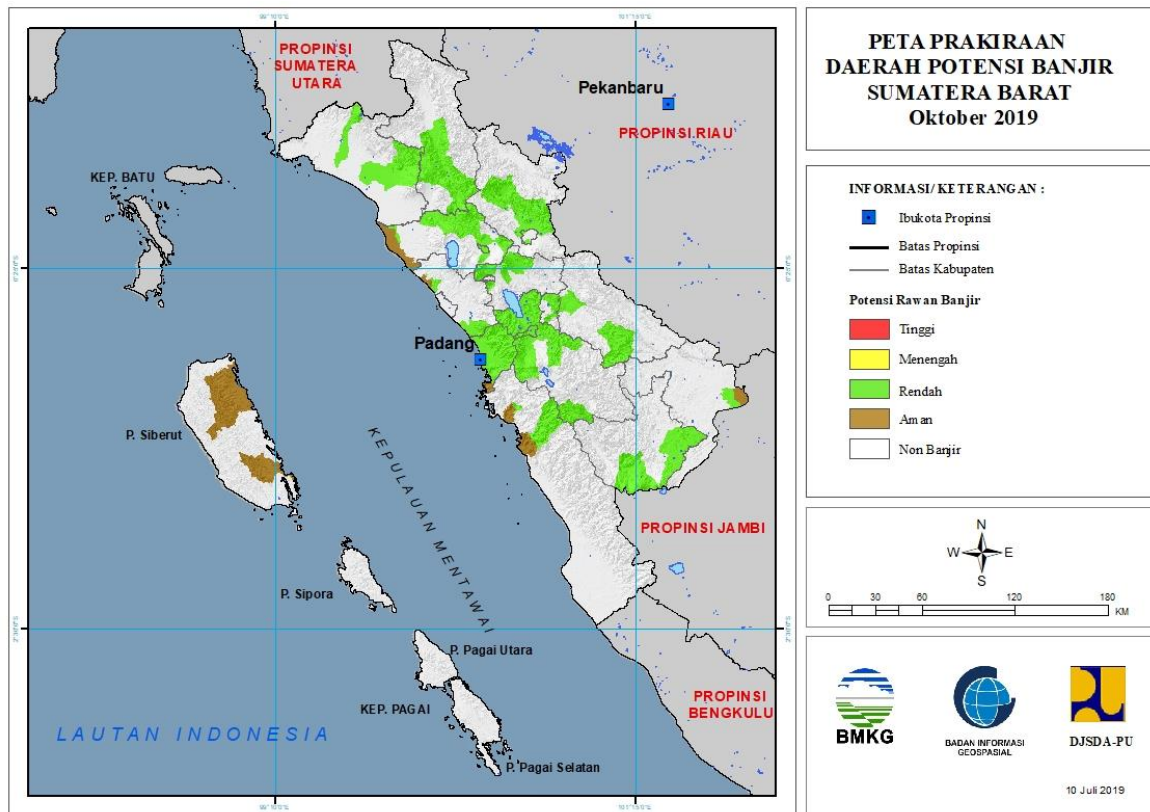 PROPINSI
SUMATERA
UTARA
Pekanbaru
PROPINSI RIAU
KEP. BATU
Padang
P. Siberut
KEPULAUAN MENTAWAI
PROPINSI JAMBI
P. Sipora
P. Pagai Utara
KEP. PAGAI
PROPINSI
BENGKULU
LAUTAN INDONESIA
P. Pagai Selatan
PETA PRAKIRAAN
DAERAH POTENSI BANJIR
SUMATERA BARAT
Oktober 2019
INFORMASI/ KETERANGAN :
Ibukota Propinsi
Batas Propinsi
Batas Kabupaten
Potensi Rawan Banjir
Tinggi
Menengah
Rendah
Aman
Non Banjir
N
W E
S
0 30 60 120 180
KM
BMKG
BADAN INFORMASI
GEOSPASIAL
DJSDA-PU
10 Juli 2019